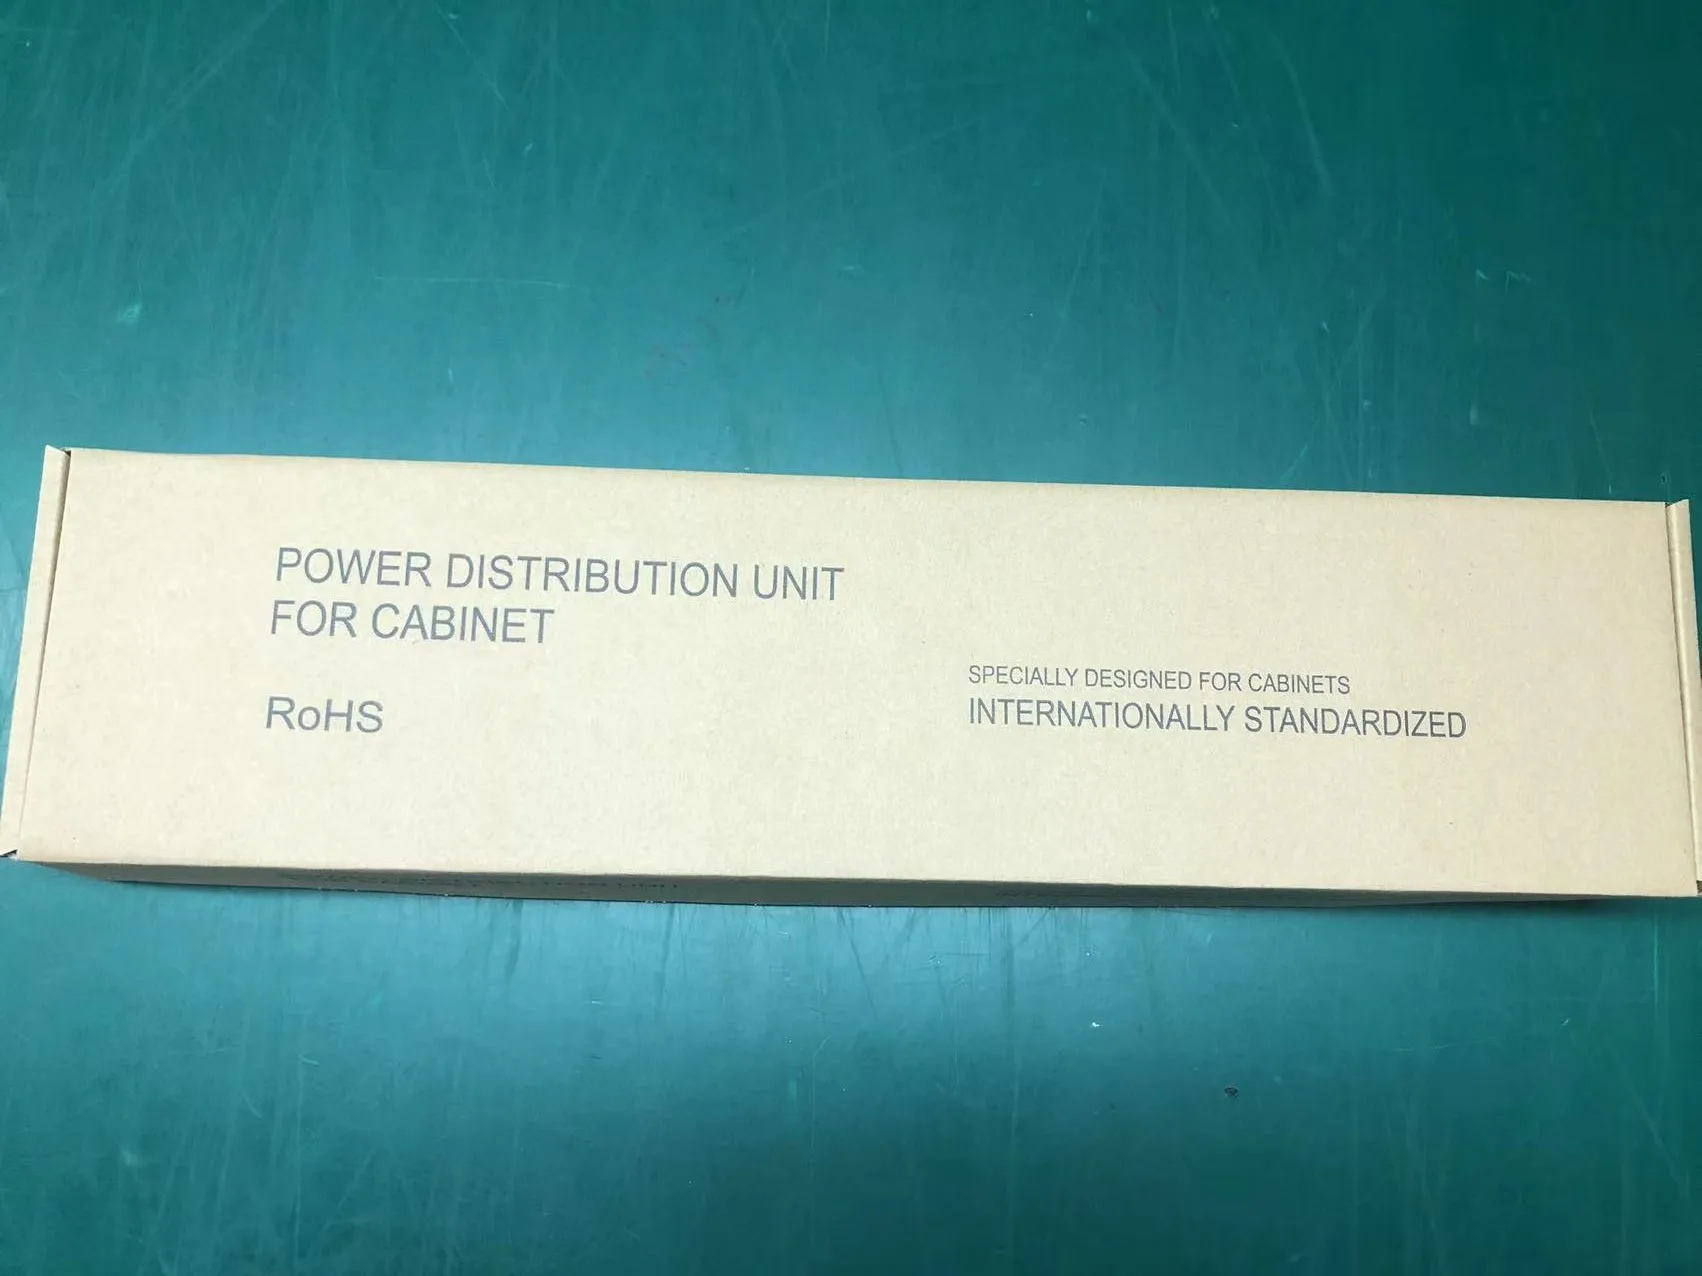 POWER DISTRIBUTION UNIT
FOR CABINET
RoHS
SPECIALLY DESIGNED FOR CABINETS
INTERNATIONALLY STANDARDIZED